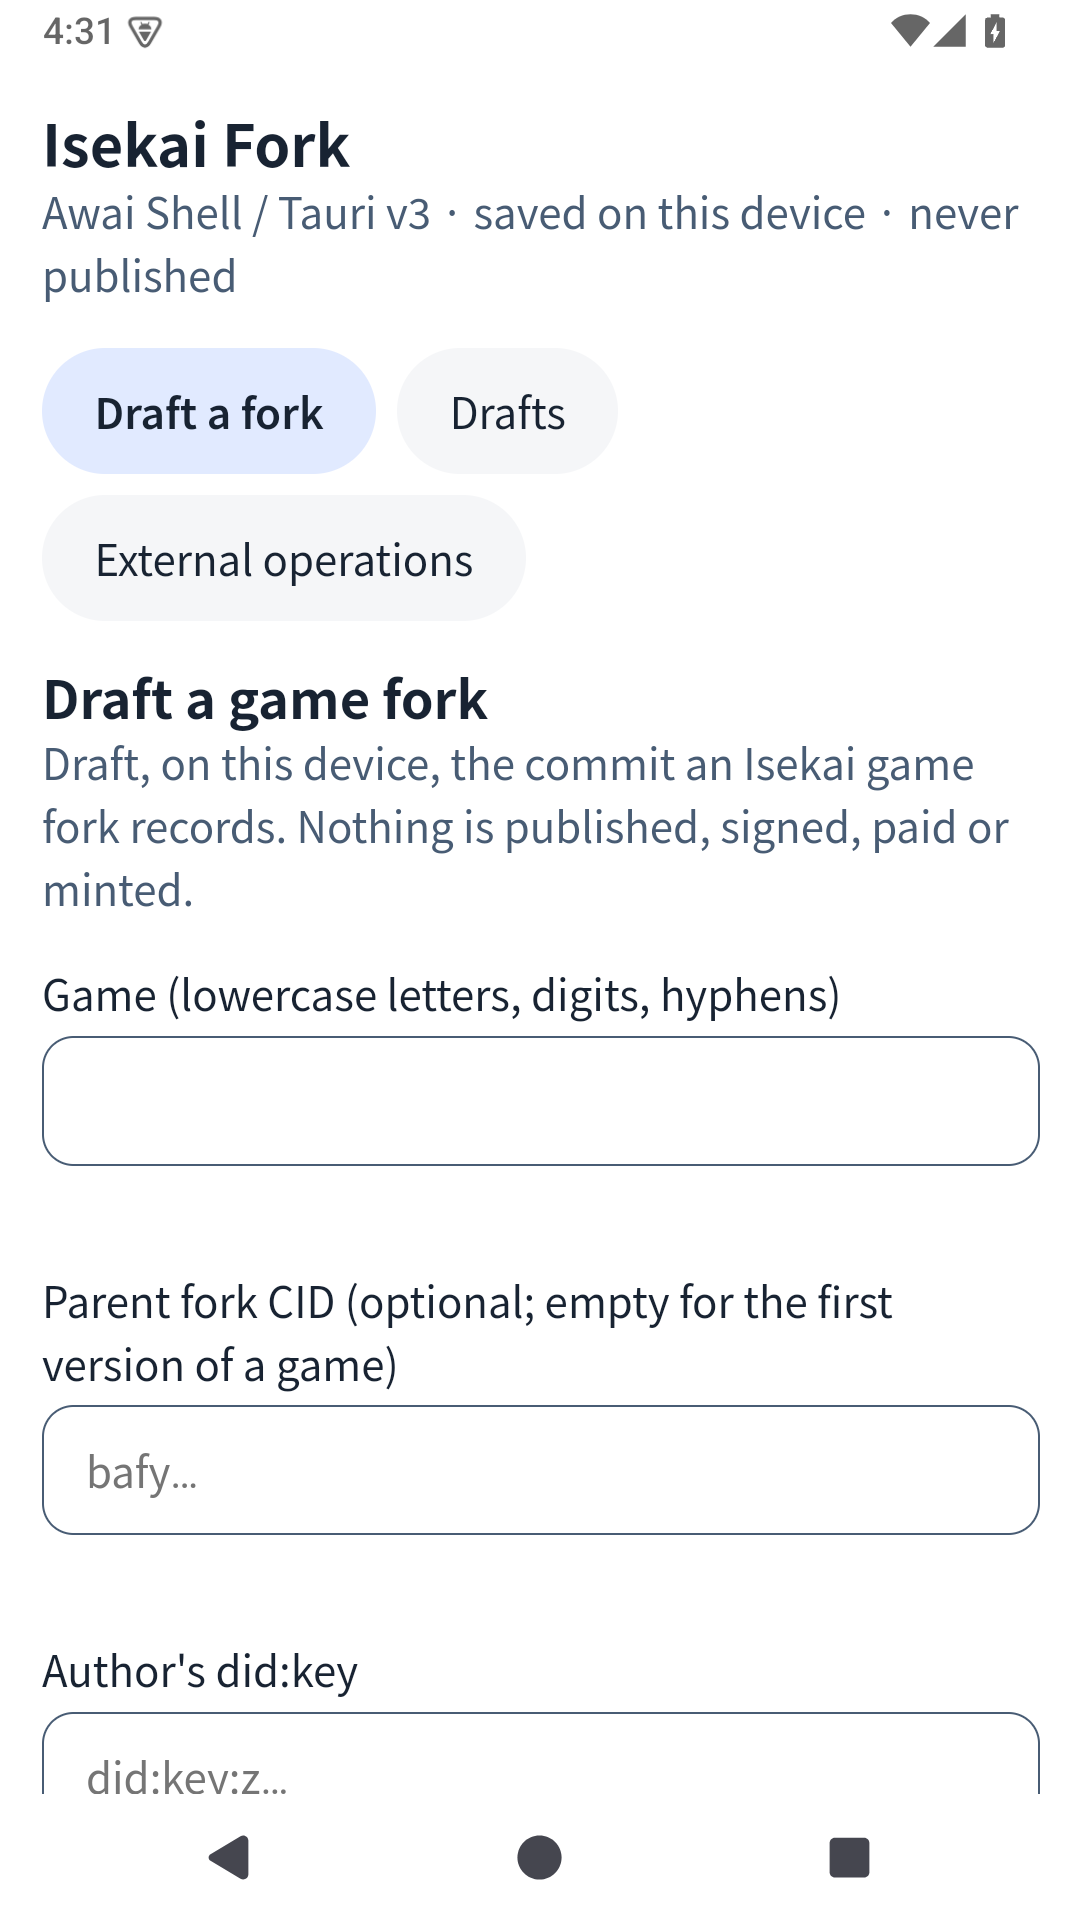 4:31
Isekai Fork
Awai Shell / Tauri v3 · saved on this device · never
published
Draft a fork
Drafts
External operations
Draft a game fork
Draft, on this device, the commit an Isekai game
fork records. Nothing is published, signed, paid or
minted.
Game (lowercase letters, digits, hyphens)
Parent fork CID (optional; empty for the first
version of a game)
bafy...
Author's did:key
did:key:z...